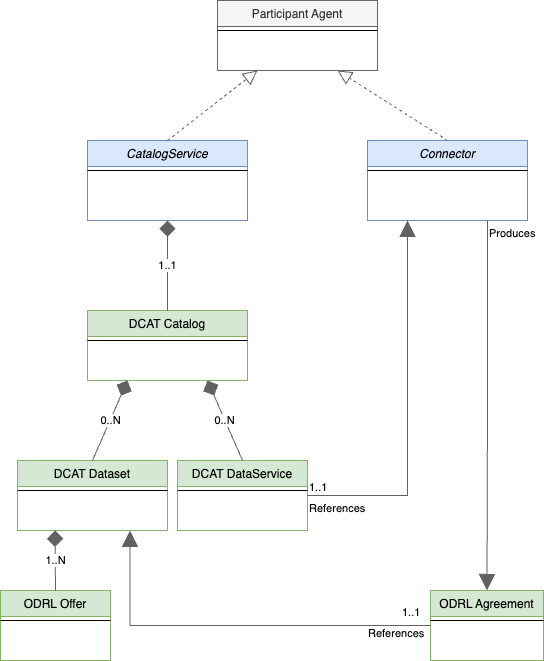 Participant Agent
CatalogService
Connector
Produces
1..1
DCAT Catalog
0..N
0..N
DCAT Dataset
DCAT DataService
1..1
References
1..N
ODRL Offer
ODRL Agreement
1..1
References